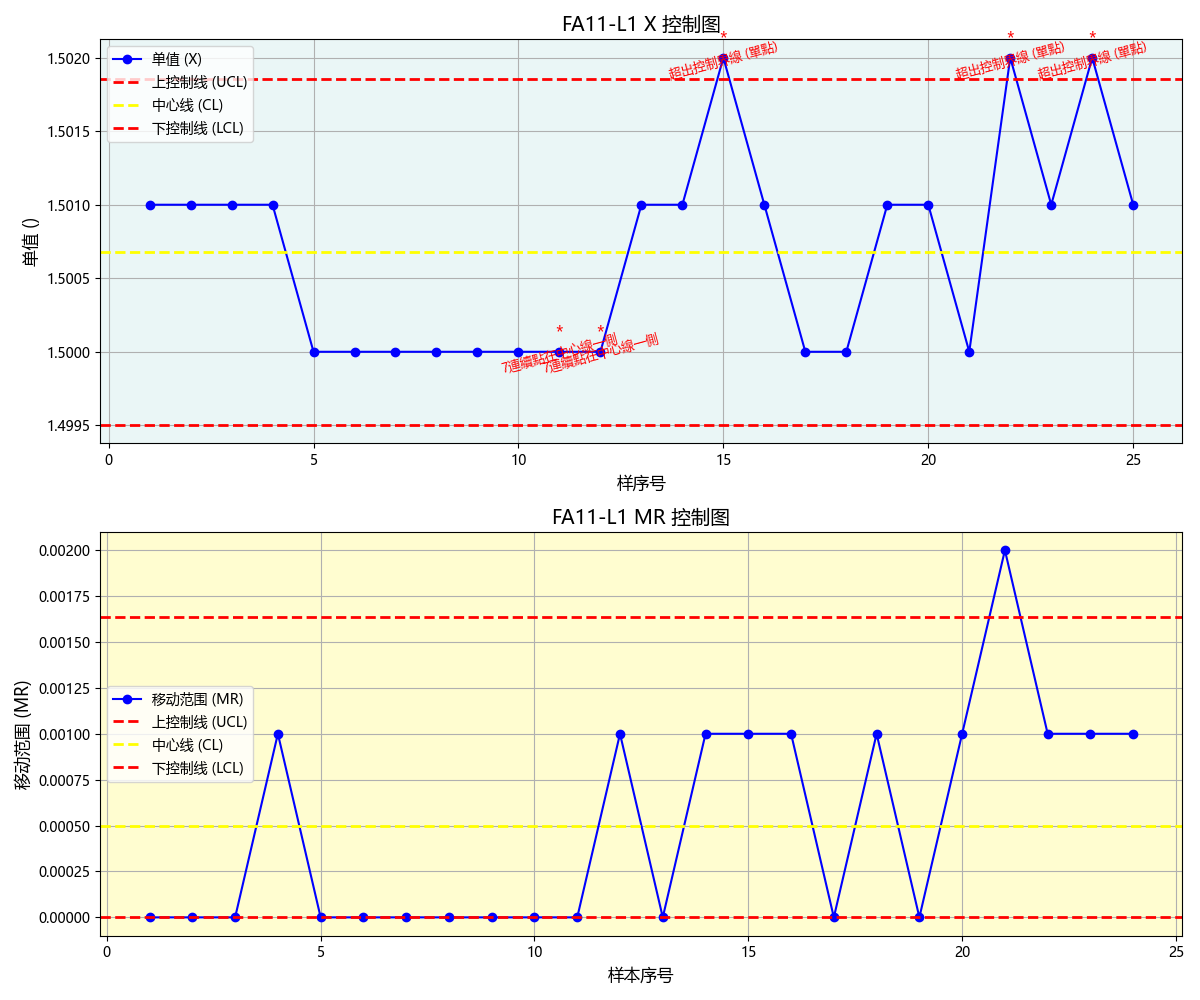 FA11-L1 X 控制图
单值 (X)
上控制线 (UCL)
中心线 (CL)
下控制线 (LCL)
超出控制界線 (單點)
超出控制界線 (單點)
超出控制界線 (單點)
*
*
*
*
*
7連續點在中心線一側
7連續點在中心線一側
1.5020
1.5015
1.5010
1.5005
1.5000
1.4995
单值 ()
0 5 10 15 20 25
样序号
FA11-L1 MR 控制图
移动范围 (MR)
上控制线 (UCL)
中心线 (CL)
下控制线 (LCL)
0.00200
0.00175
0.00150
0.00125
0.00100
0.00075
0.00050
0.00025
0.00000
移动范围 (MR)
0 5 10 15 20 25
样本序号